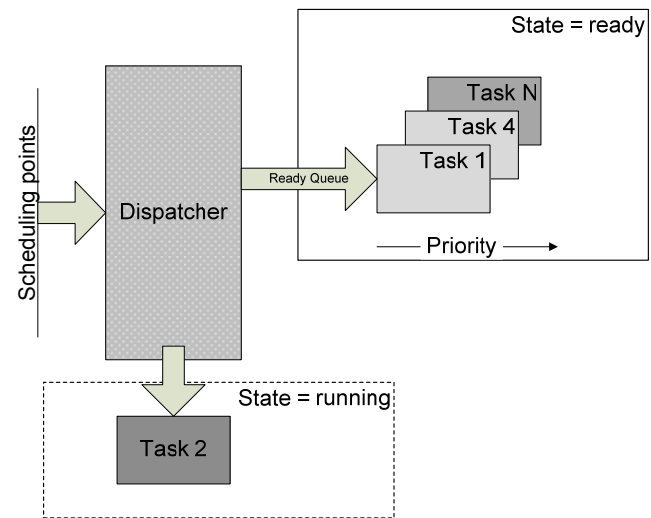 State = ready
Task N
Task 4
Task 1
Scheduling points
Dispatcher
Ready Queue
Priority
State = running
Task 2